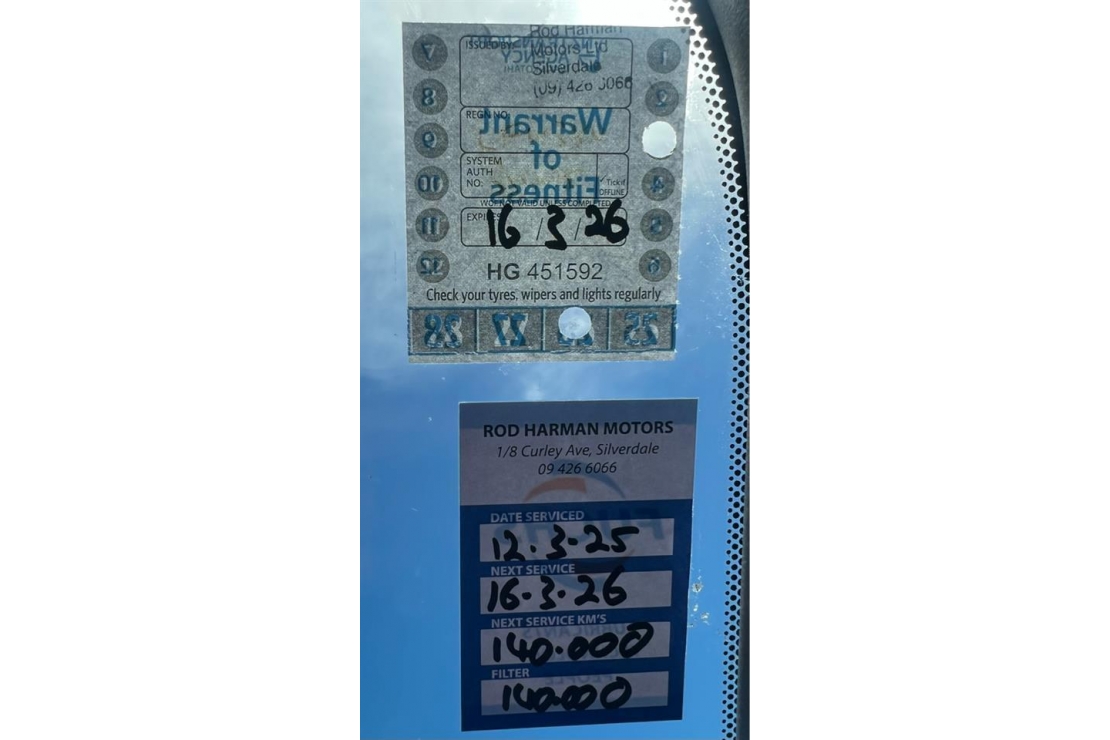 Rod Harman
Motors Ltd
Silverdale
(09) 426 6066
ISSUED BY:
AGENCY
REGN NO:
Warrant
of
Fitness
SYSTEM
AUTH
NO:
✓ Tick if
OFFLINE
WOF NOT VALID UNLESS COMPLETED
EXPIRES
16 / 3 / 26
7 1
8 2
9
10 4
11 5
12 6
HG 451592
Check your tyres, wipers and lights regularly
28 27 25
ROD HARMAN MOTORS
1/8 Curley Ave, Silverdale
09 426 6066
DATE SERVICED
12.3.25
NEXT SERVICE
16.3.26
NEXT SERVICE KM'S
140.000
FILTER
140.000
PEOPLE